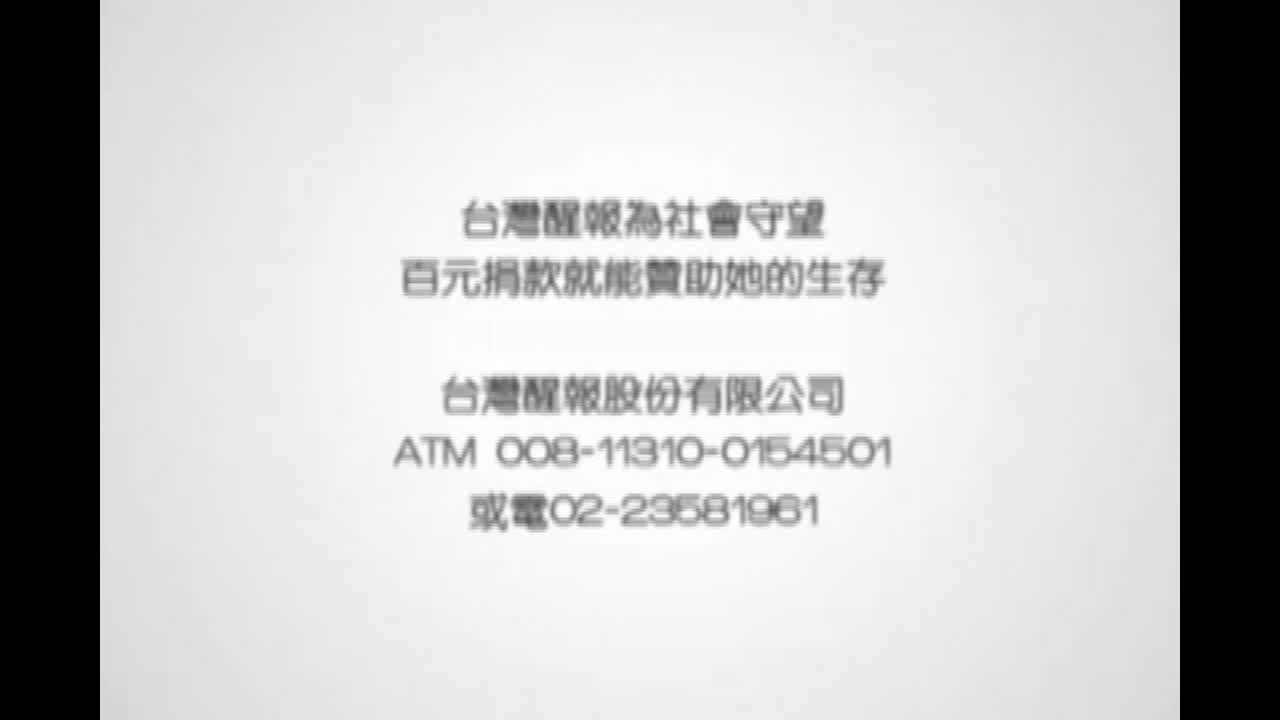 台灣醒報為社會守望
百元捐款就能贊助她的生存
台灣醒報股份有限公司
ATM 008-11310-0154501
或電02-23581961